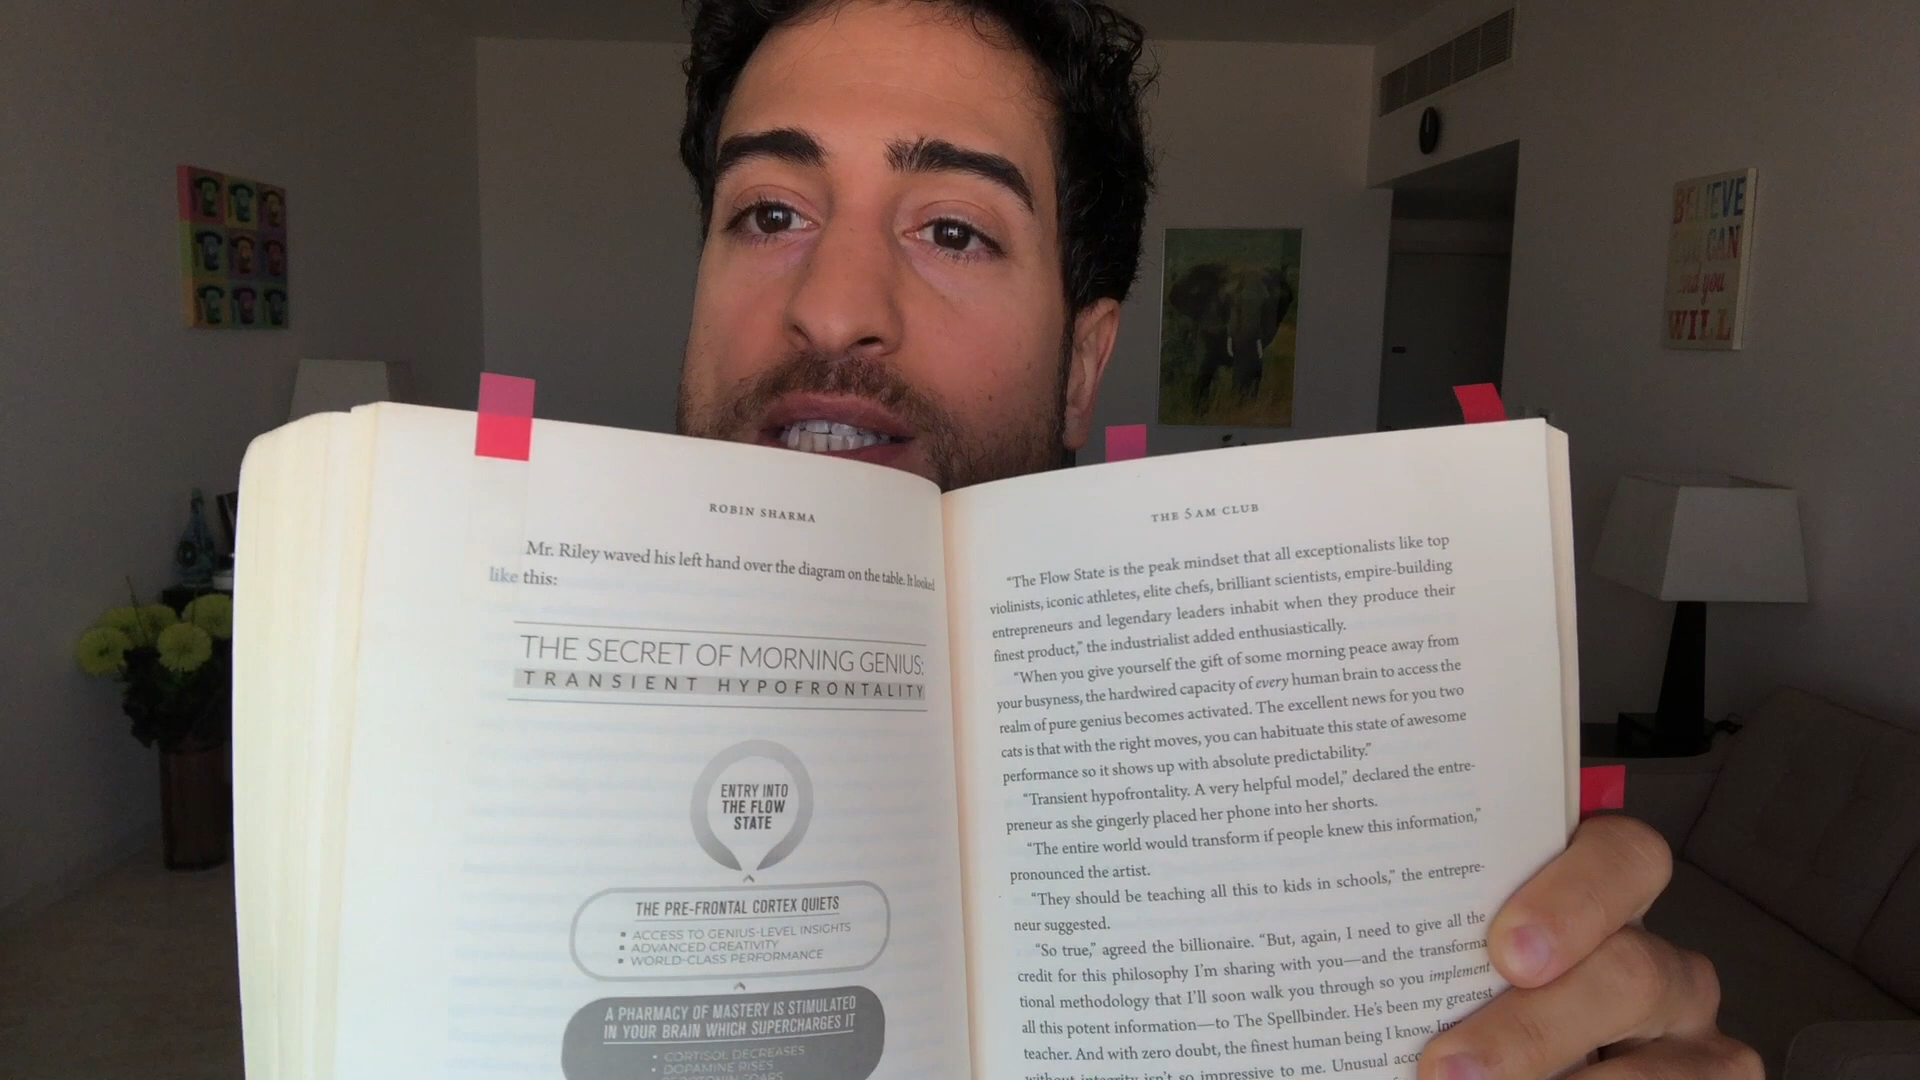 BELIEVE
CAN
and you
WILL
ROBIN SHARMA
Mr. Riley waved his left hand over the diagram on the table. It looked
like this:
THE SECRET OF MORNING GENIUS:
TRANSIENT HYPOFRONTALITY
ENTRY INTO
THE FLOW
STATE
THE PRE-FRONTAL CORTEX QUIETS
▪ ACCESS TO GENIUS-LEVEL INSIGHTS
▪ ADVANCED CREATIVITY
▪ WORLD-CLASS PERFORMANCE
A PHARMACY OF MASTERY IS STIMULATED
IN YOUR BRAIN WHICH SUPERCHARGES IT
• CORTISOL DECREASES
• DOPAMINE RISES
THE 5 AM CLUB
“The Flow State is the peak mindset that all exceptionalists like top
violinists, iconic athletes, elite chefs, brilliant scientists, empire-building
entrepreneurs and legendary leaders inhabit when they produce their
finest product,” the industrialist added enthusiastically.
“When you give yourself the gift of some morning peace away from
your busyness, the hardwired capacity of every human brain to access the
realm of pure genius becomes activated. The excellent news for you two
cats is that with the right moves, you can habituate this state of awesome
performance so it shows up with absolute predictability.”
“Transient hypofrontality. A very helpful model,” declared the entre-
preneur as she gingerly placed her phone into her shorts.
“The entire world would transform if people knew this information,”
pronounced the artist.
“They should be teaching all this to kids in schools,” the entrepre-
neur suggested.
“So true,” agreed the billionaire. “But, again, I need to give all the
credit for this philosophy I’m sharing with you—and the transforma
tional methodology that I’ll soon walk you through so you implement
all this potent information—to The Spellbinder. He’s been my greatest
teacher. And with zero doubt, the finest human being I know.
without integrity isn’t so impressive to me. Unusual